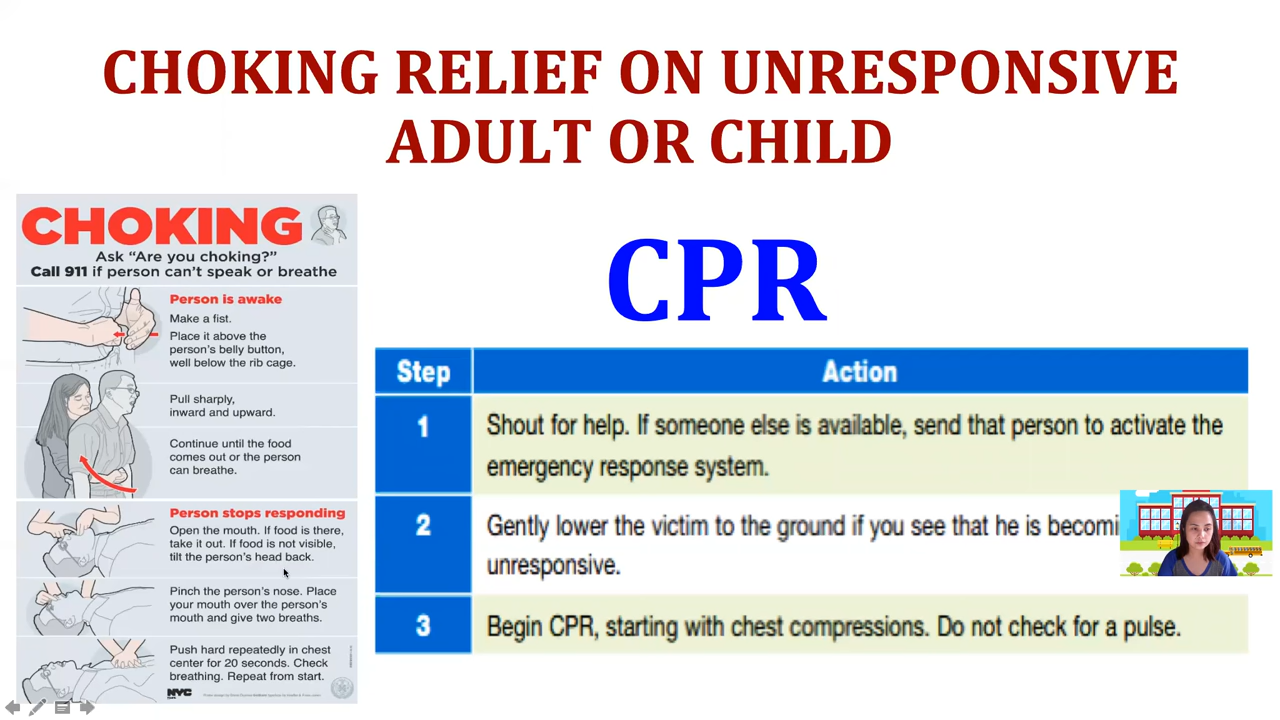 CHOKING RELIEF ON UNRESPONSIVE
ADULT OR CHILD
CHOKING
Ask “Are you choking?”
Call 911 if person can’t speak or breathe
Person is awake
Make a fist.
Place it above the
person’s belly button,
well below the rib cage.
Pull sharply,
inward and upward.
Continue until the food
comes out or the person
can breathe.
Person stops responding
Open the mouth. If food is there,
take it out. If food is not visible,
tilt the person’s head back.
Pinch the person’s nose. Place
your mouth over the person’s
mouth and give two breaths.
Push hard repeatedly in chest
center for 20 seconds. Check
breathing. Repeat from start.
NYC
CPR
Step Action
1 Shout for help. If someone else is available, send that person to activate the
emergency response system.
2 Gently lower the victim to the ground if you see that he is becomi
unresponsive.
3 Begin CPR, starting with chest compressions. Do not check for a pulse.